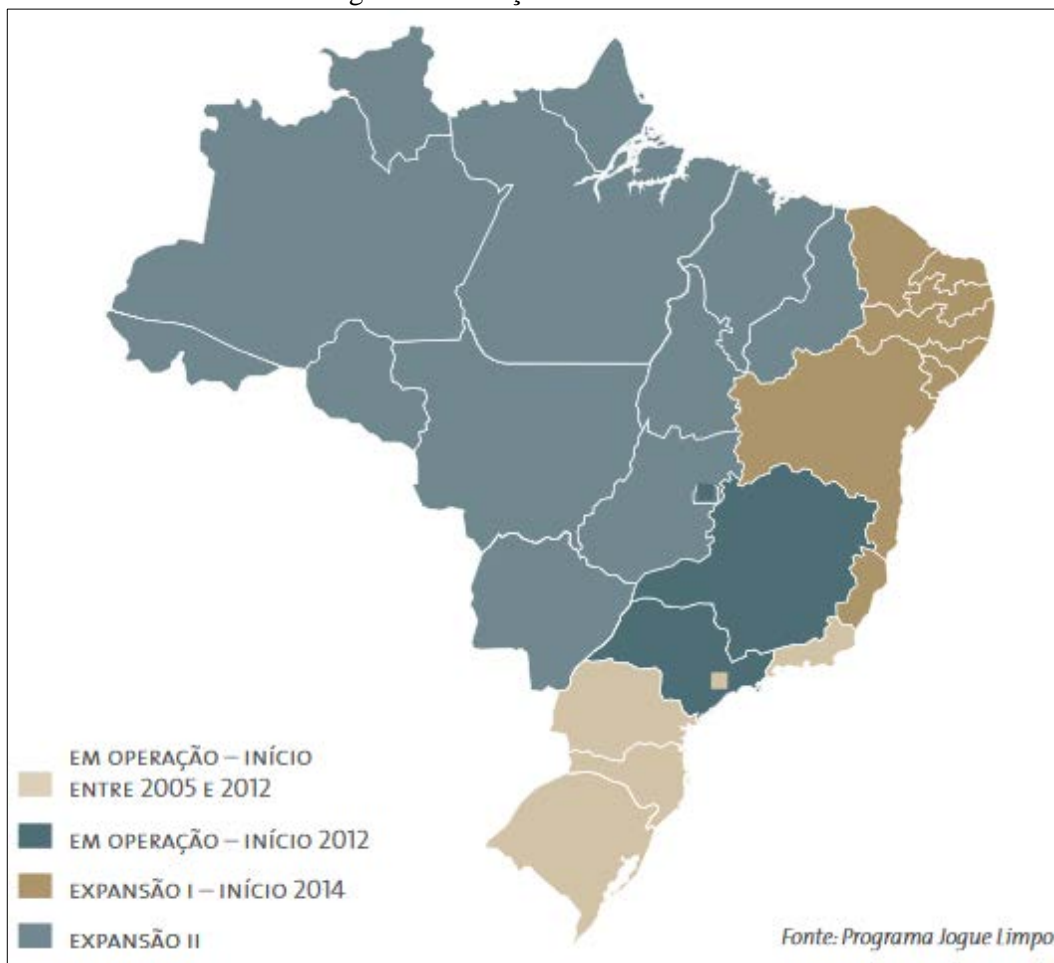 EM OPERAÇÃO – INÍCIO
ENTRE 2005 E 2012
EM OPERAÇÃO – INÍCIO 2012
EXPANSÃO I – INÍCIO 2014
EXPANSÃO II
Fonte: Programa Jogue Limpo